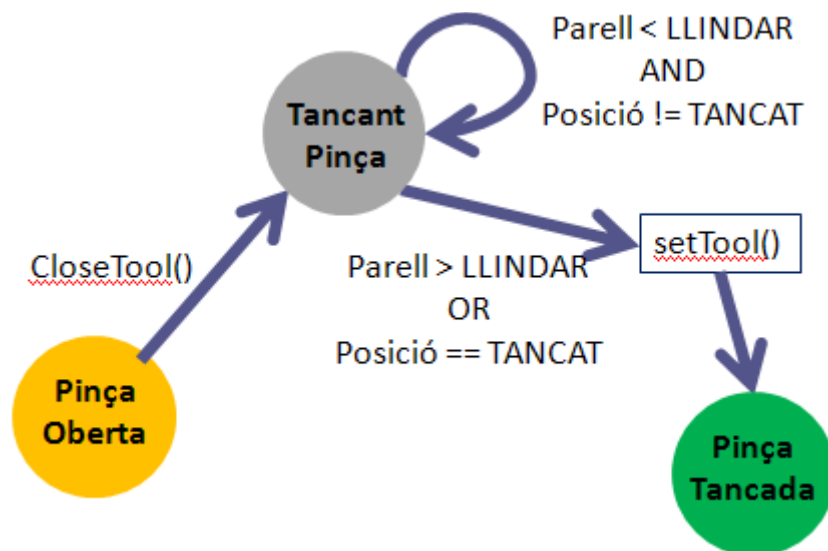 Parell < LLINDAR
AND
Posició != TANCAT
Tancant
Pinça
CloseTool()
Parell > LLINDAR
OR
Posició == TANCAT
setTool()
Pinça
Oberta
Pinça
Tancada